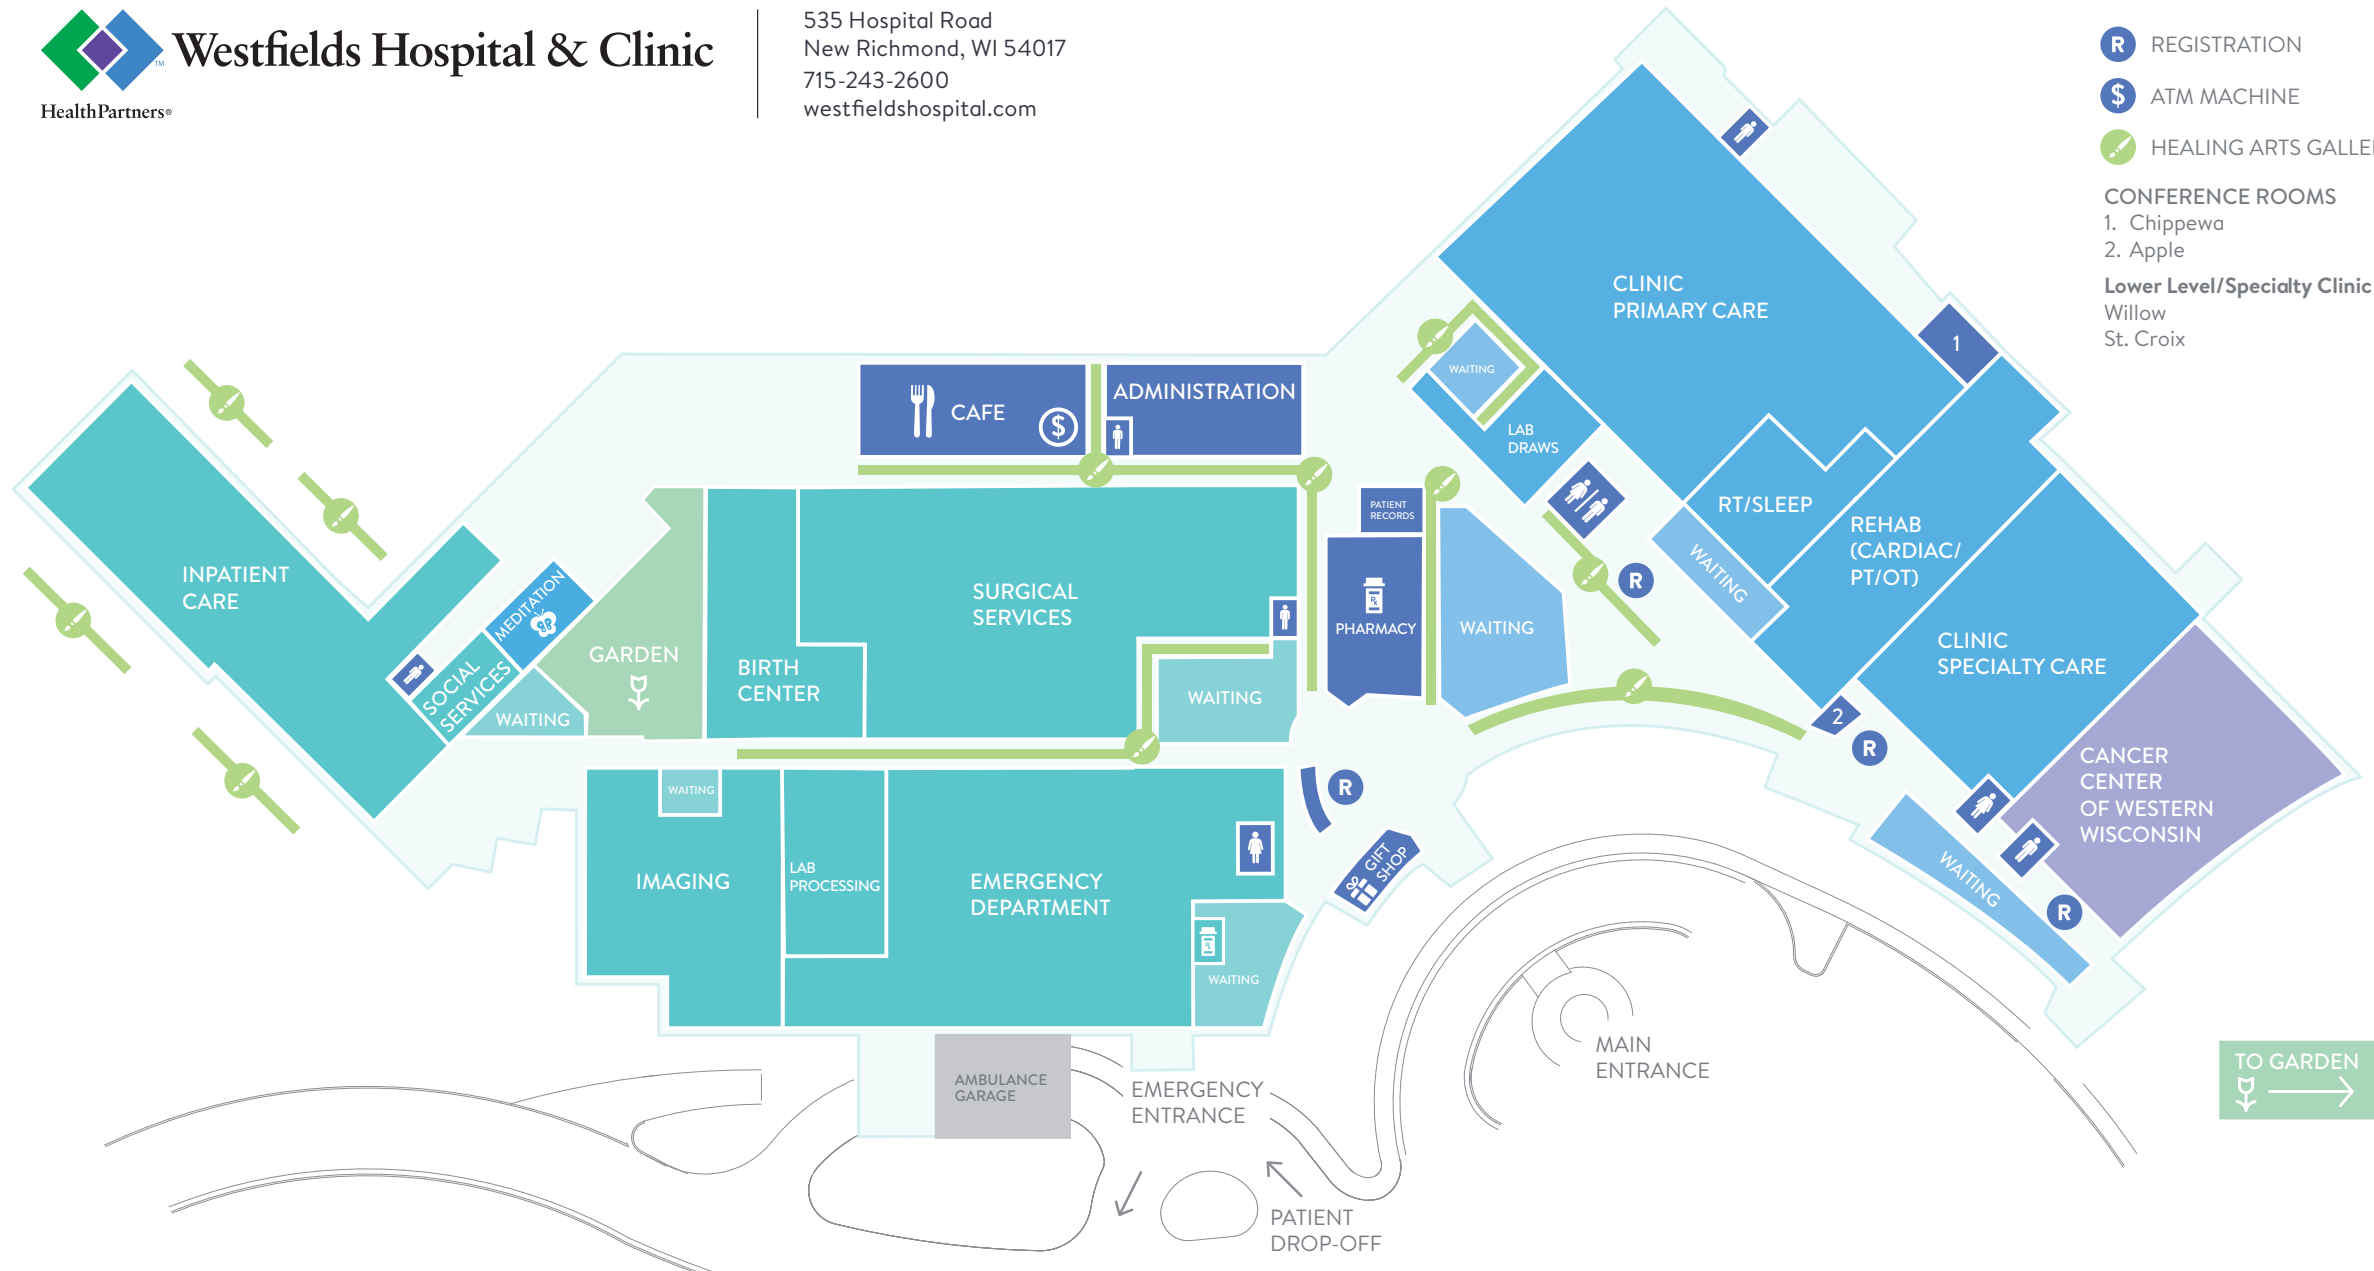 Westfields Hospital & Clinic
TM
HealthPartners®
535 Hospital Road
New Richmond, WI 54017
715-243-2600
westfieldshospital.com
R REGISTRATION
$ ATM MACHINE
HEALING ARTS GALLE
CONFERENCE ROOMS
1. Chippewa
2. Apple
Lower Level/Specialty Clinic
Willow
St. Croix
CLINIC
PRIMARY CARE
1
WAITING
LAB
DRAWS
CAFE
$
ADMINISTRATION
RT/SLEEP
REHAB
(CARDIAC/
PT/OT)
WAITING
R
PATIENT
RECORDS
Rx
PHARMACY
WAITING
CLINIC
SPECIALTY CARE
2
R
CANCER
CENTER
OF WESTERN
WISCONSIN
WAITING
R
INPATIENT
CARE
MEDITATION
SOCIAL
SERVICES
WAITING
GARDEN
BIRTH
CENTER
SURGICAL
SERVICES
WAITING
R
GIFT
SHOP
WAITING
IMAGING
LAB
PROCESSING
EMERGENCY
DEPARTMENT
Rx
WAITING
MAIN
ENTRANCE
AMBULANCE
GARAGE
EMERGENCY
ENTRANCE
PATIENT
DROP-OFF
TO GARDEN